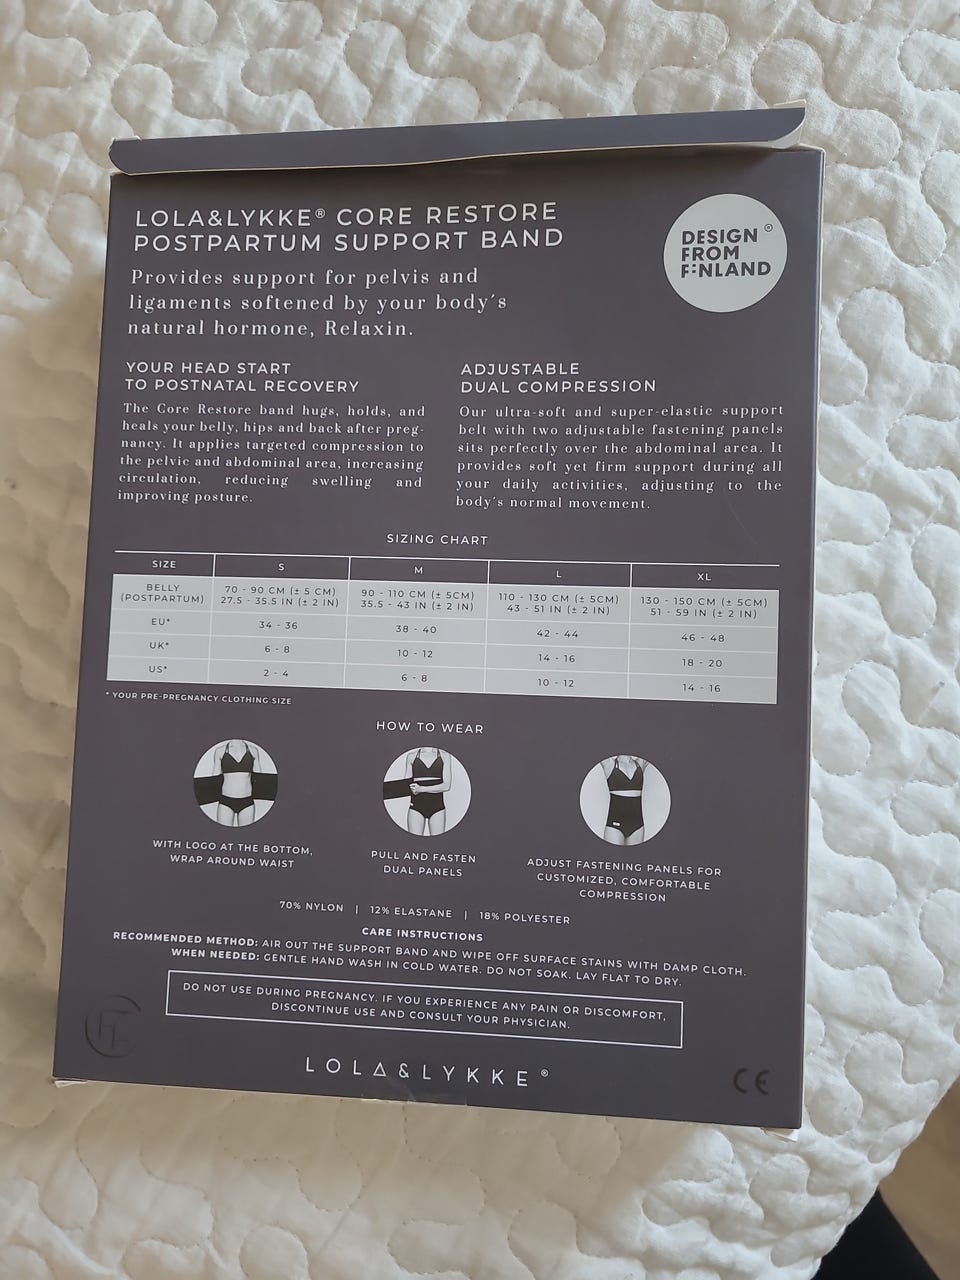 LOLA&LYKKE® CORE RESTORE
POSTPARTUM SUPPORT BAND
Provides support for pelvis and
ligaments softened by your body´s
natural hormone, Relaxin.
DESIGN ®
FROM
FINLAND
YOUR HEAD START
TO POSTNATAL RECOVERY
The Core Restore band hugs, holds, and
heals your belly, hips and back after preg-
nancy. It applies targeted compression to
the pelvic and abdominal area, increasing
circulation, reducing swelling and
improving posture.
ADJUSTABLE
DUAL COMPRESSION
Our ultra-soft and super-elastic support
belt with two adjustable fastening panels
sits perfectly over the abdominal area. It
provides soft yet firm support during all
your daily activities, adjusting to the
body´s normal movement.
SIZING CHART
SIZE S M L XL
BELLY (POSTPARTUM) 70 - 90 CM (± 5 CM) 27.5 - 35.5 IN (± 2 IN) 90 - 110 CM (± 5CM) 35.5 - 43 IN (± 2 IN) 110 - 130 CM (± 5CM) 43 - 51 IN (± 2 IN) 130 - 150 CM (± 5CM) 51 - 59 IN (± 2 IN)
EU* 34 - 36 38 - 40 42 - 44 46 - 48
UK* 6 - 8 10 - 12 14 - 16 18 - 20
US* 2 - 4 6 - 8 10 - 12 14 - 16
* YOUR PRE-PREGNANCY CLOTHING SIZE
HOW TO WEAR
WITH LOGO AT THE BOTTOM,
WRAP AROUND WAIST
PULL AND FASTEN
DUAL PANELS
ADJUST FASTENING PANELS FOR
CUSTOMIZED, COMFORTABLE
COMPRESSION
70% NYLON | 12% ELASTANE | 18% POLYESTER
CARE INSTRUCTIONS
RECOMMENDED METHOD: AIR OUT THE SUPPORT BAND AND WIPE OFF SURFACE STAINS WITH DAMP CLOTH.
WHEN NEEDED: GENTLE HAND WASH IN COLD WATER. DO NOT SOAK. LAY FLAT TO DRY.
DO NOT USE DURING PREGNANCY. IF YOU EXPERIENCE ANY PAIN OR DISCOMFORT,
DISCONTINUE USE AND CONSULT YOUR PHYSICIAN.
LOLA&LYKKE®
CE